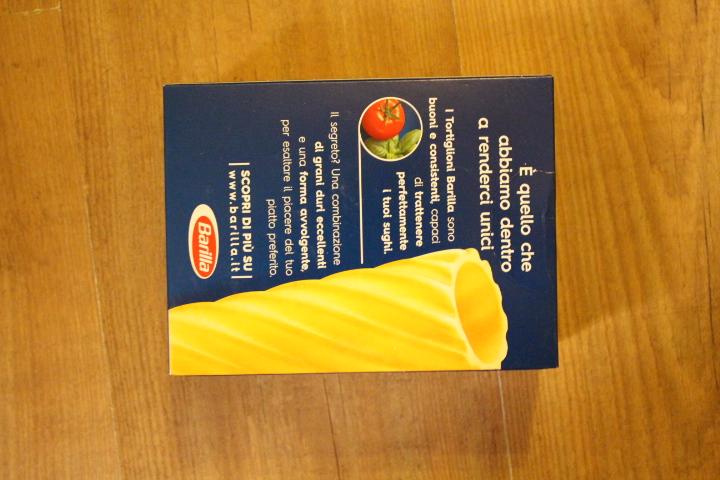 È quello che
abbiamo dentro
a renderci unici
I Tortiglioni Barilla sono
buoni e consistenti, capaci
di trattenere
perfettamente
i tuoi sughi.
Il segreto? Una combinazione
di grani duri eccellenti
e una forma avvolgente,
per esaltare il piacere del tuo
piatto preferito.
SCOPRI DI PIÙ SU
www.barilla.it
Barilla